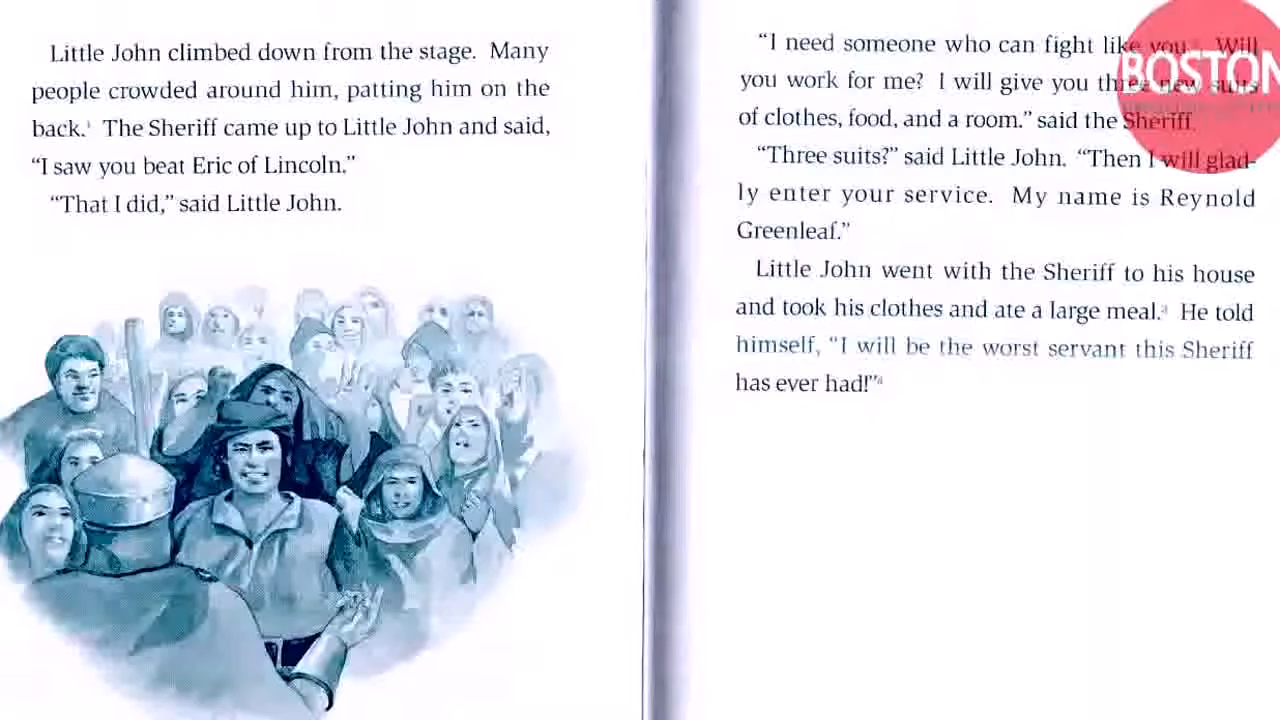 Little John climbed down from the stage. Many
people crowded around him, patting him on the
back.¹ The Sheriff came up to Little John and said,
“I saw you beat Eric of Lincoln.”
“That I did,” said Little John.
“I need someone who can fight like you. Will
you work for me? I will give you three new suits
of clothes, food, and a room.” said the Sheriff.
“Three suits?” said Little John. “Then I will glad-
ly enter your service. My name is Reynold
Greenleaf.”
Little John went with the Sheriff to his house
and took his clothes and ate a large meal. He told
himself, “I will be the worst servant this Sheriff
has ever had!”
BOSTON